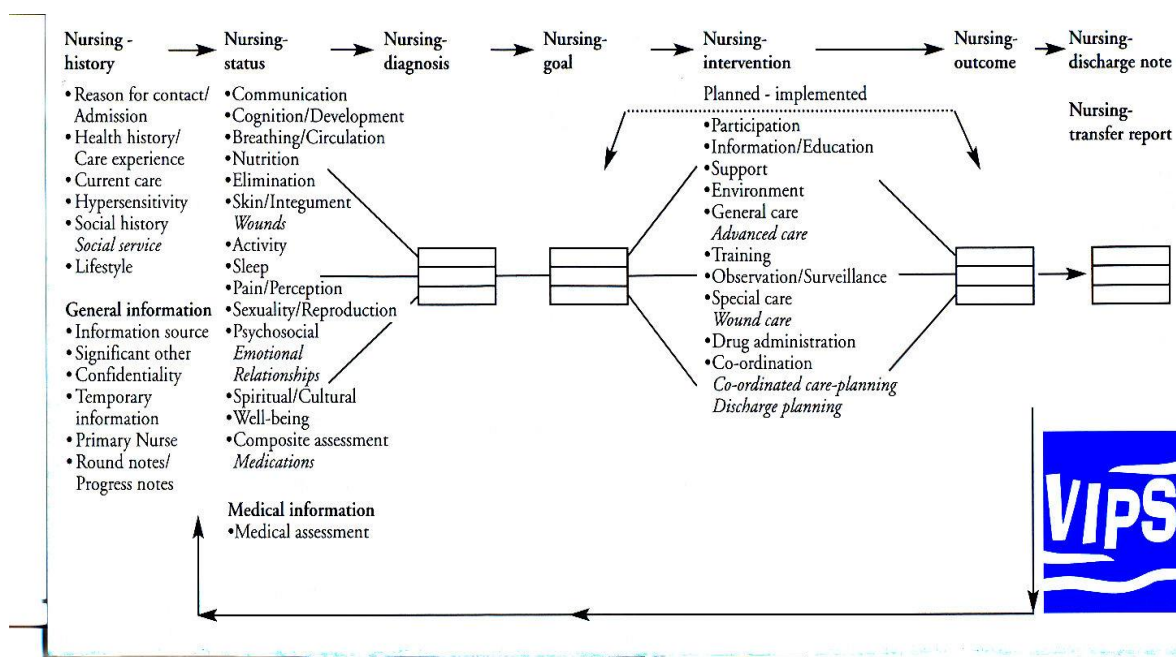 Nursing -
history
• Reason for contact/
Admission
• Health history/
Care experience
• Current care
• Hypersensitivity
• Social history
Social service
• Lifestyle
General information
• Information source
• Significant other
• Confidentiality
• Temporary
information
• Primary Nurse
• Round notes/
Progress notes
Nursing-
status
• Communication
• Cognition/Development
• Breathing/Circulation
• Nutrition
• Elimination
• Skin/Integument
Wounds
• Activity
• Sleep
• Pain/Perception
• Sexuality/Reproduction
• Psychosocial
Emotional
Relationships
• Spiritual/Cultural
• Well-being
• Composite assessment
Medications
Medical information
• Medical assessment
Nursing-
diagnosis
Nursing-
goal
Nursing-
intervention
Planned - implemented
• Participation
• Information/Education
• Support
• Environment
• General care
Advanced care
• Training
• Observation/Surveillance
• Special care
Wound care
• Drug administration
• Co-ordination
Co-ordinated care-planning
Discharge planning
Nursing-
outcome
Nursing-
discharge note
Nursing-
transfer report
VIPS